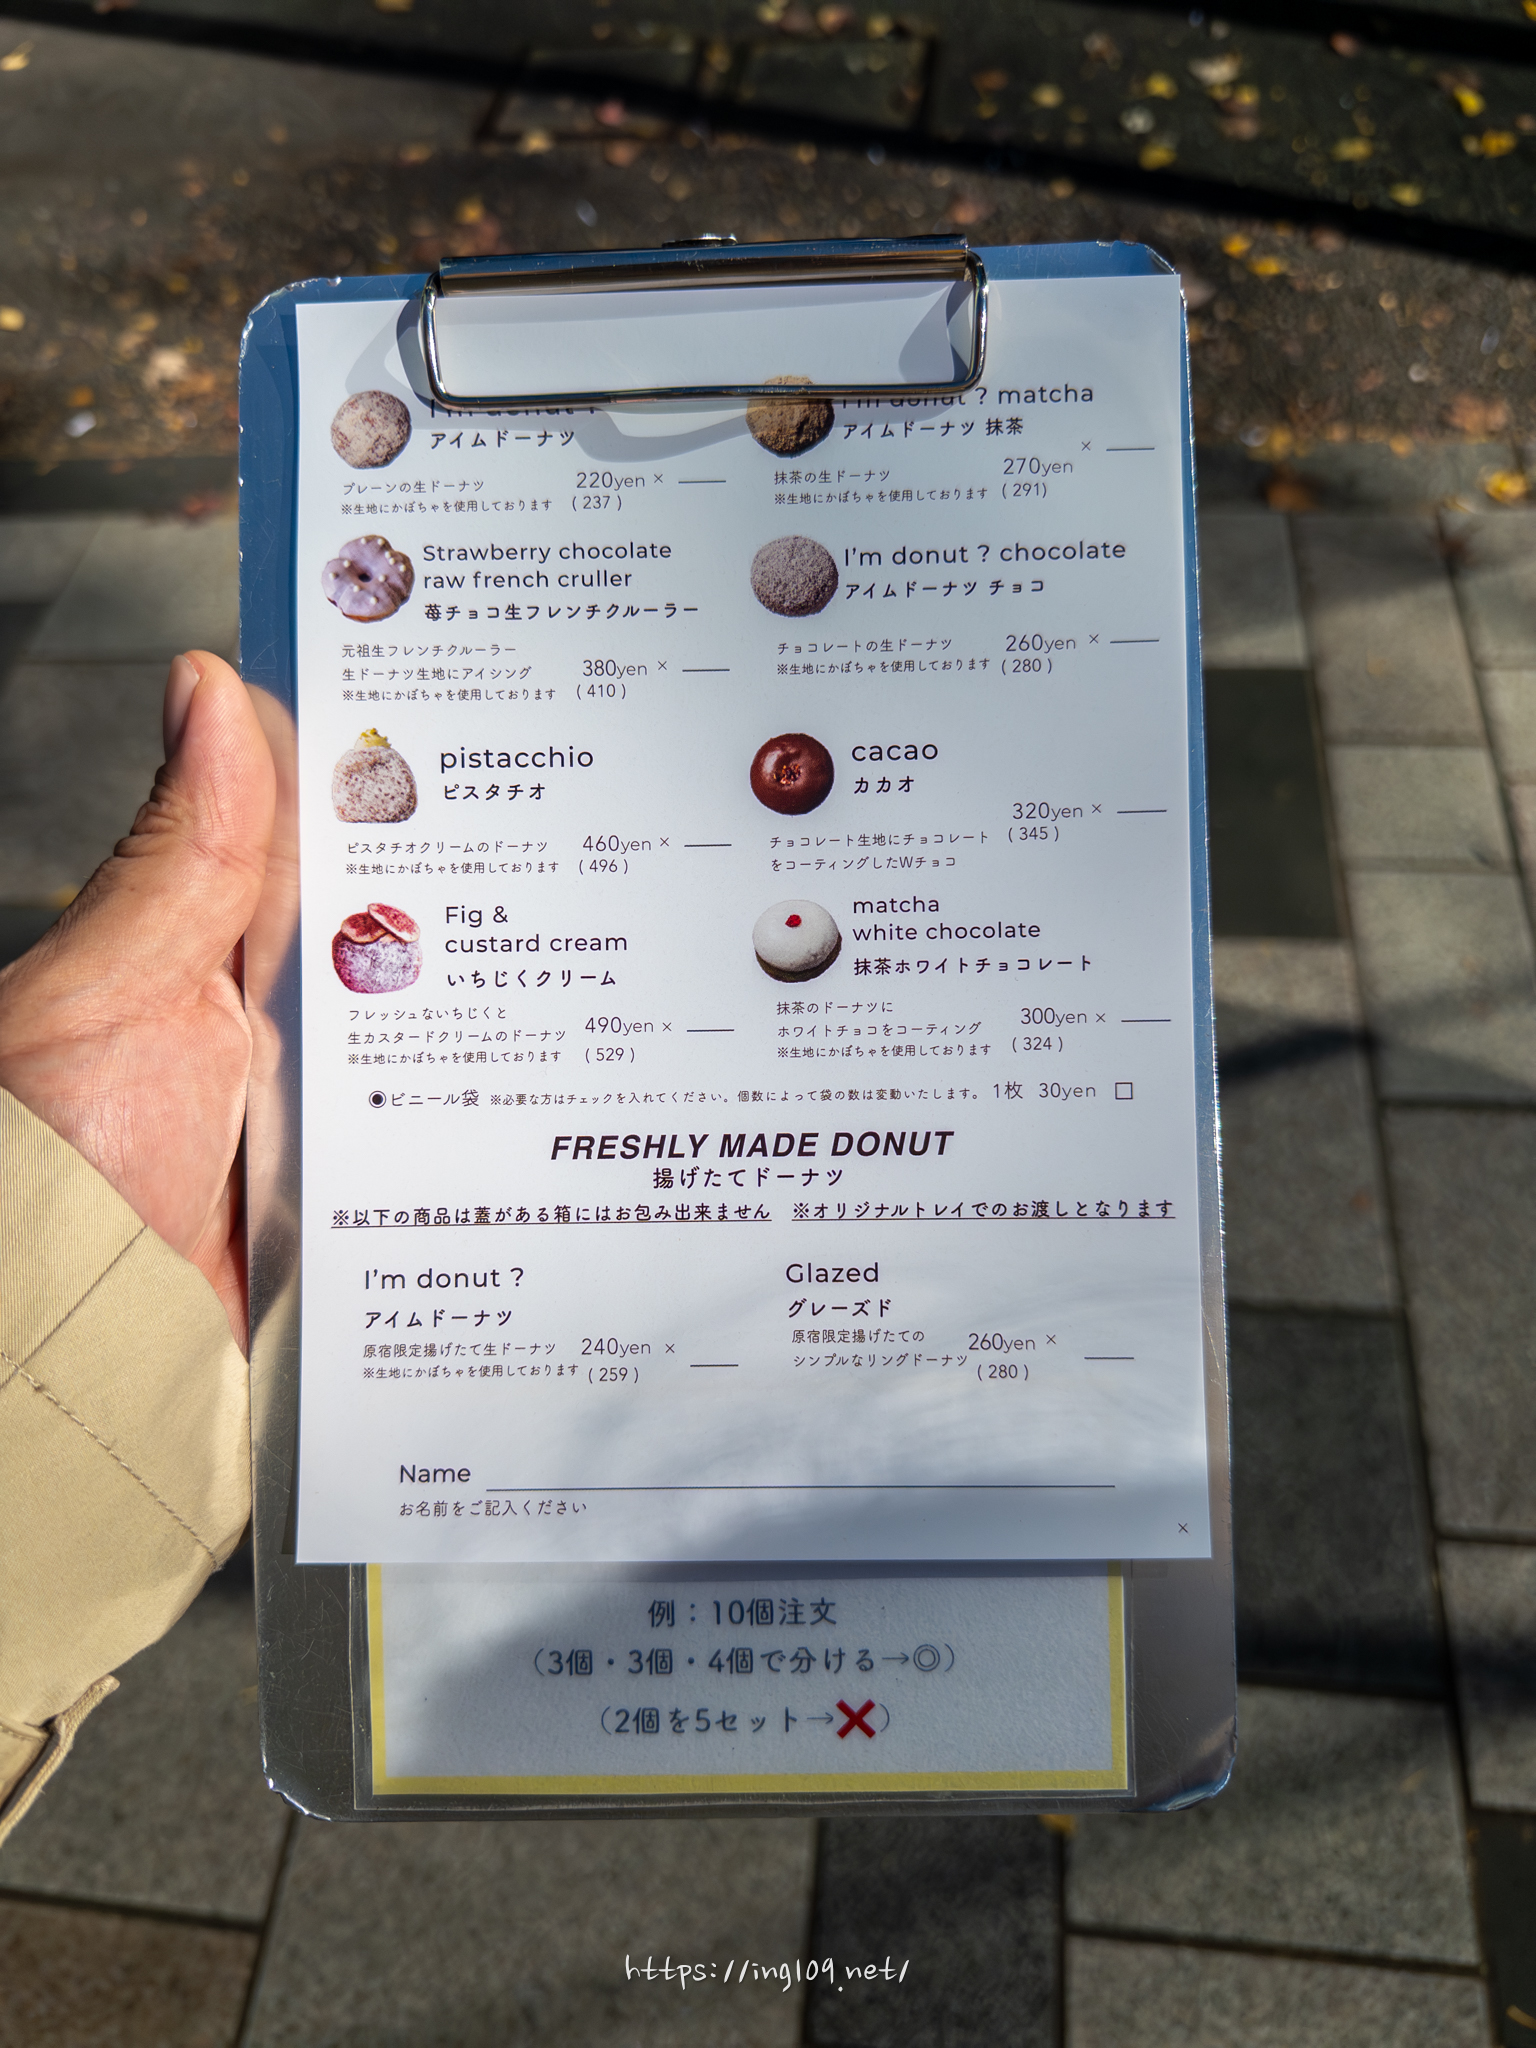 I'm donut ?
アイムドーナツ
プレーンの生ドーナツ
※生地にかぼちゃを使用しております
220yen ×
( 237 )
I'm donut ? matcha
アイムドーナツ 抹茶
抹茶の生ドーナツ
※生地にかぼちゃを使用しております
×
270yen
( 291)
Strawberry chocolate
raw french cruller
苺チョコ生フレンチクルーラー
元祖生フレンチクルーラー
生ドーナツ生地にアイシング
※生地にかぼちゃを使用しております
380yen ×
( 410 )
I'm donut ? chocolate
アイムドーナツ チョコ
チョコレートの生ドーナツ
※生地にかぼちゃを使用しております
260yen ×
( 280 )
pistacchio
ピスタチオ
ピスタチオクリームのドーナツ
※生地にかぼちゃを使用しております
460yen ×
( 496 )
cacao
カカオ
320yen ×
( 345 )
チョコレート生地にチョコレート
をコーティングしたWチョコ
Fig &
custard cream
いちじくクリーム
フレッシュないちじくと
生カスタードクリームのドーナツ
※生地にかぼちゃを使用しております
490yen ×
( 529 )
matcha
white chocolate
抹茶ホワイトチョコレート
抹茶のドーナツに
ホワイトチョコをコーティング
※生地にかぼちゃを使用しております
300yen ×
( 324 )
◉ビニール袋 ※必要な方はチェックを入れてください。個数によって袋の数は変動いたします。 1枚 30yen □
FRESHLY MADE DONUT
揚げたてドーナツ
※以下の商品は蓋がある箱にはお包み出来ません ※オリジナルトレイでのお渡しとなります
I'm donut ?
アイムドーナツ
原宿限定揚げたて生ドーナツ
※生地にかぼちゃを使用しております
240yen ×
( 259 )
Glazed
グレーズド
原宿限定揚げたての
シンプルなリングドーナツ
260yen ×
( 280 )
Name
お名前をご記入ください
×
例：10個注文
（3個・3個・4個で分ける→◎）
（2個を5セット→❌）
https://ing109.net/